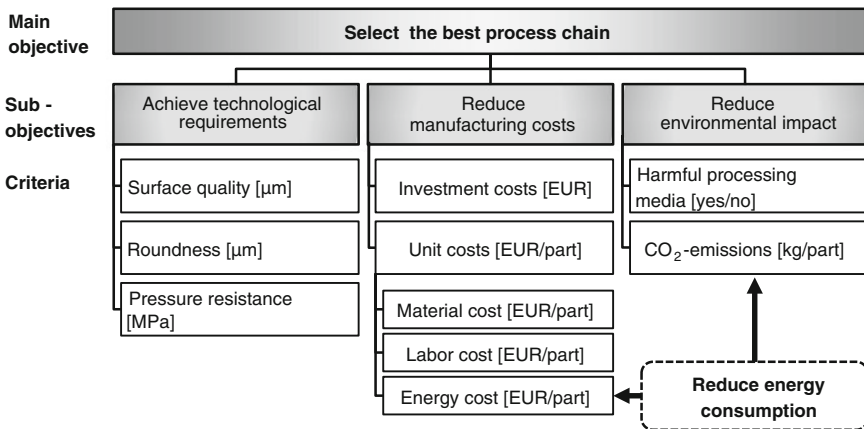 Main
objective
Select the best process chain
Sub -
objectives
Achieve technological
requirements
Reduce
manufacturing costs
Reduce
environmental impact
Criteria
Surface quality [µm]
Roundness [µm]
Pressure resistance
[MPa]
Investment costs [EUR]
Unit costs [EUR/part]
Material cost [EUR/part]
Labor cost [EUR/part]
Energy cost [EUR/part]
Harmful processing
media [yes/no]
CO₂-emissions [kg/part]
Reduce energy
consumption